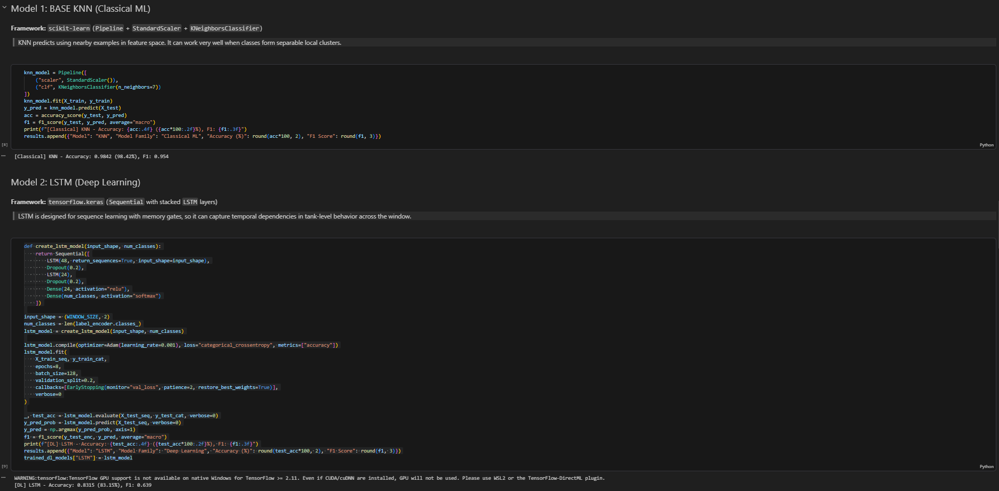 Model 1: BASE KNN (Classical ML)
Framework: scikit-learn (Pipeline + StandardScaler + KNeighborsClassifier)
KNN predicts using nearby examples in feature space. It can work very well when classes form separable local clusters.
knn_model = Pipeline([
    ("scaler", StandardScaler()),
    ("clf", KNeighborsClassifier(n_neighbors=7))
])
knn_model.fit(X_train, y_train)
y_pred = knn_model.predict(X_test)
acc = accuracy_score(y_test, y_pred)
f1 = f1_score(y_test, y_pred, average="macro")
print(f"[Classical] KNN - Accuracy: {acc:.4f} ({acc*100:.2f}%), F1: {f1:.3f}")
results.append({"Model": "KNN", "Model Family": "Classical ML", "Accuracy (%)": round(acc*100, 2), "F1 Score": round(f1, 3)})
[8]
Python
[Classical] KNN - Accuracy: 0.9842 (98.42%), F1: 0.954
Model 2: LSTM (Deep Learning)
Framework: tensorflow.keras (Sequential with stacked LSTM layers)
LSTM is designed for sequence learning with memory gates, so it can capture temporal dependencies in tank-level behavior across the window.
def create_lstm_model(input_shape, num_classes):
    return Sequential([
        LSTM(48, return_sequences=True, input_shape=input_shape),
        Dropout(0.2),
        LSTM(24),
        Dropout(0.2),
        Dense(24, activation="relu"),
        Dense(num_classes, activation="softmax")
    ])
input_shape = (WINDOW_SIZE, 2)
num_classes = len(label_encoder.classes_)
lstm_model = create_lstm_model(input_shape, num_classes)
lstm_model.compile(optimizer=Adam(learning_rate=0.001), loss="categorical_crossentropy", metrics=["accuracy"])
lstm_model.fit(
    X_train_seq, y_train_cat,
    epochs=8,
    batch_size=128,
    validation_split=0.2,
    callbacks=[EarlyStopping(monitor="val_loss", patience=2, restore_best_weights=True)],
    verbose=0
)
_, test_acc = lstm_model.evaluate(X_test_seq, y_test_cat, verbose=0)
y_pred_prob = lstm_model.predict(X_test_seq, verbose=0)
y_pred = np.argmax(y_pred_prob, axis=1)
f1 = f1_score(y_test_enc, y_pred, average="macro")
print(f"[DL] LSTM - Accuracy: {test_acc:.4f} ({test_acc*100:.2f}%), F1: {f1:.3f}")
results.append({"Model": "LSTM", "Model Family": "Deep Learning", "Accuracy (%)": round(test_acc*100, 2), "F1 Score": round(f1, 3)})
trained_dl_models["LSTM"] = lstm_model
[9]
Python
WARNING:tensorflow:TensorFlow GPU support is not available on native Windows for TensorFlow >= 2.11. Even if CUDA/cuDNN are installed, GPU will not be used. Please use WSL2 or the TensorFlow-DirectML plugin.
[DL] LSTM - Accuracy: 0.8315 (83.15%), F1: 0.639